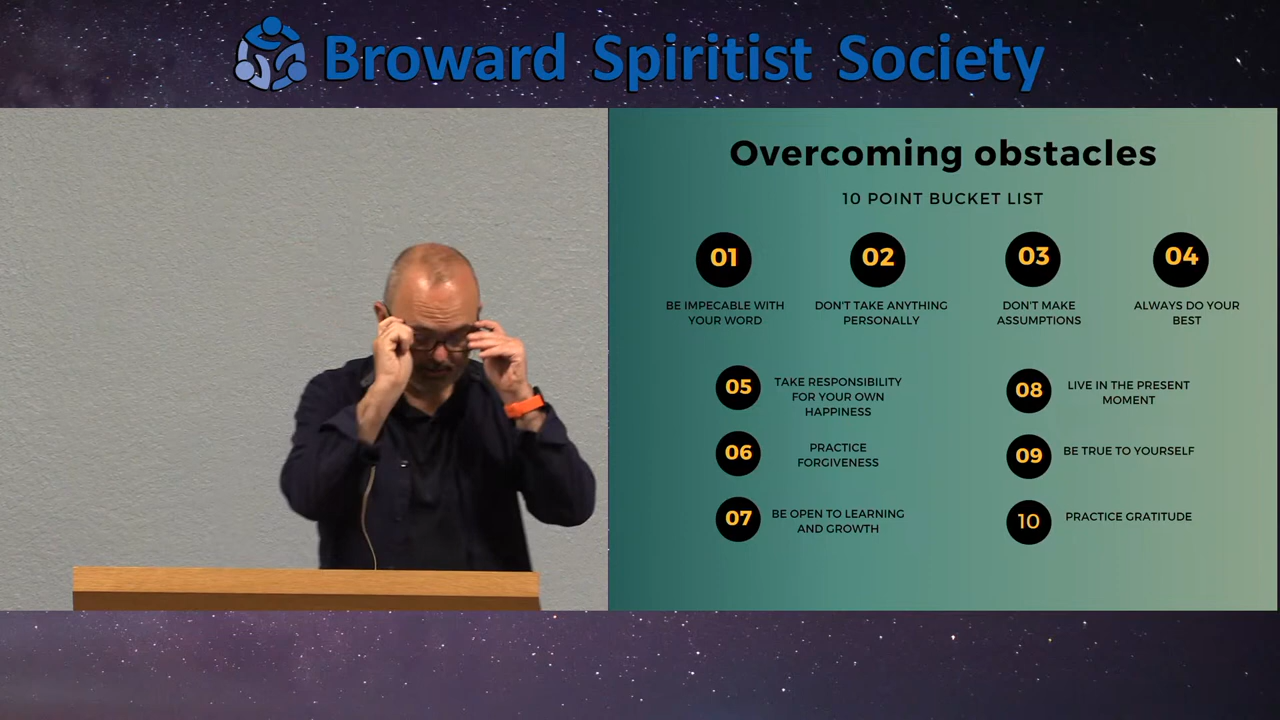 Broward Spiritist Society
Overcoming obstacles
10 POINT BUCKET LIST
01
BE IMPECABLE WITH
YOUR WORD
02
DON'T TAKE ANYTHING
PERSONALLY
03
DON'T MAKE
ASSUMPTIONS
04
ALWAYS DO YOUR
BEST
05
TAKE RESPONSIBILITY
FOR YOUR OWN
HAPPINESS
06
PRACTICE
FORGIVENESS
07
BE OPEN TO LEARNING
AND GROWTH
08
LIVE IN THE PRESENT
MOMENT
09
BE TRUE TO YOURSELF
10
PRACTICE GRATITUDE